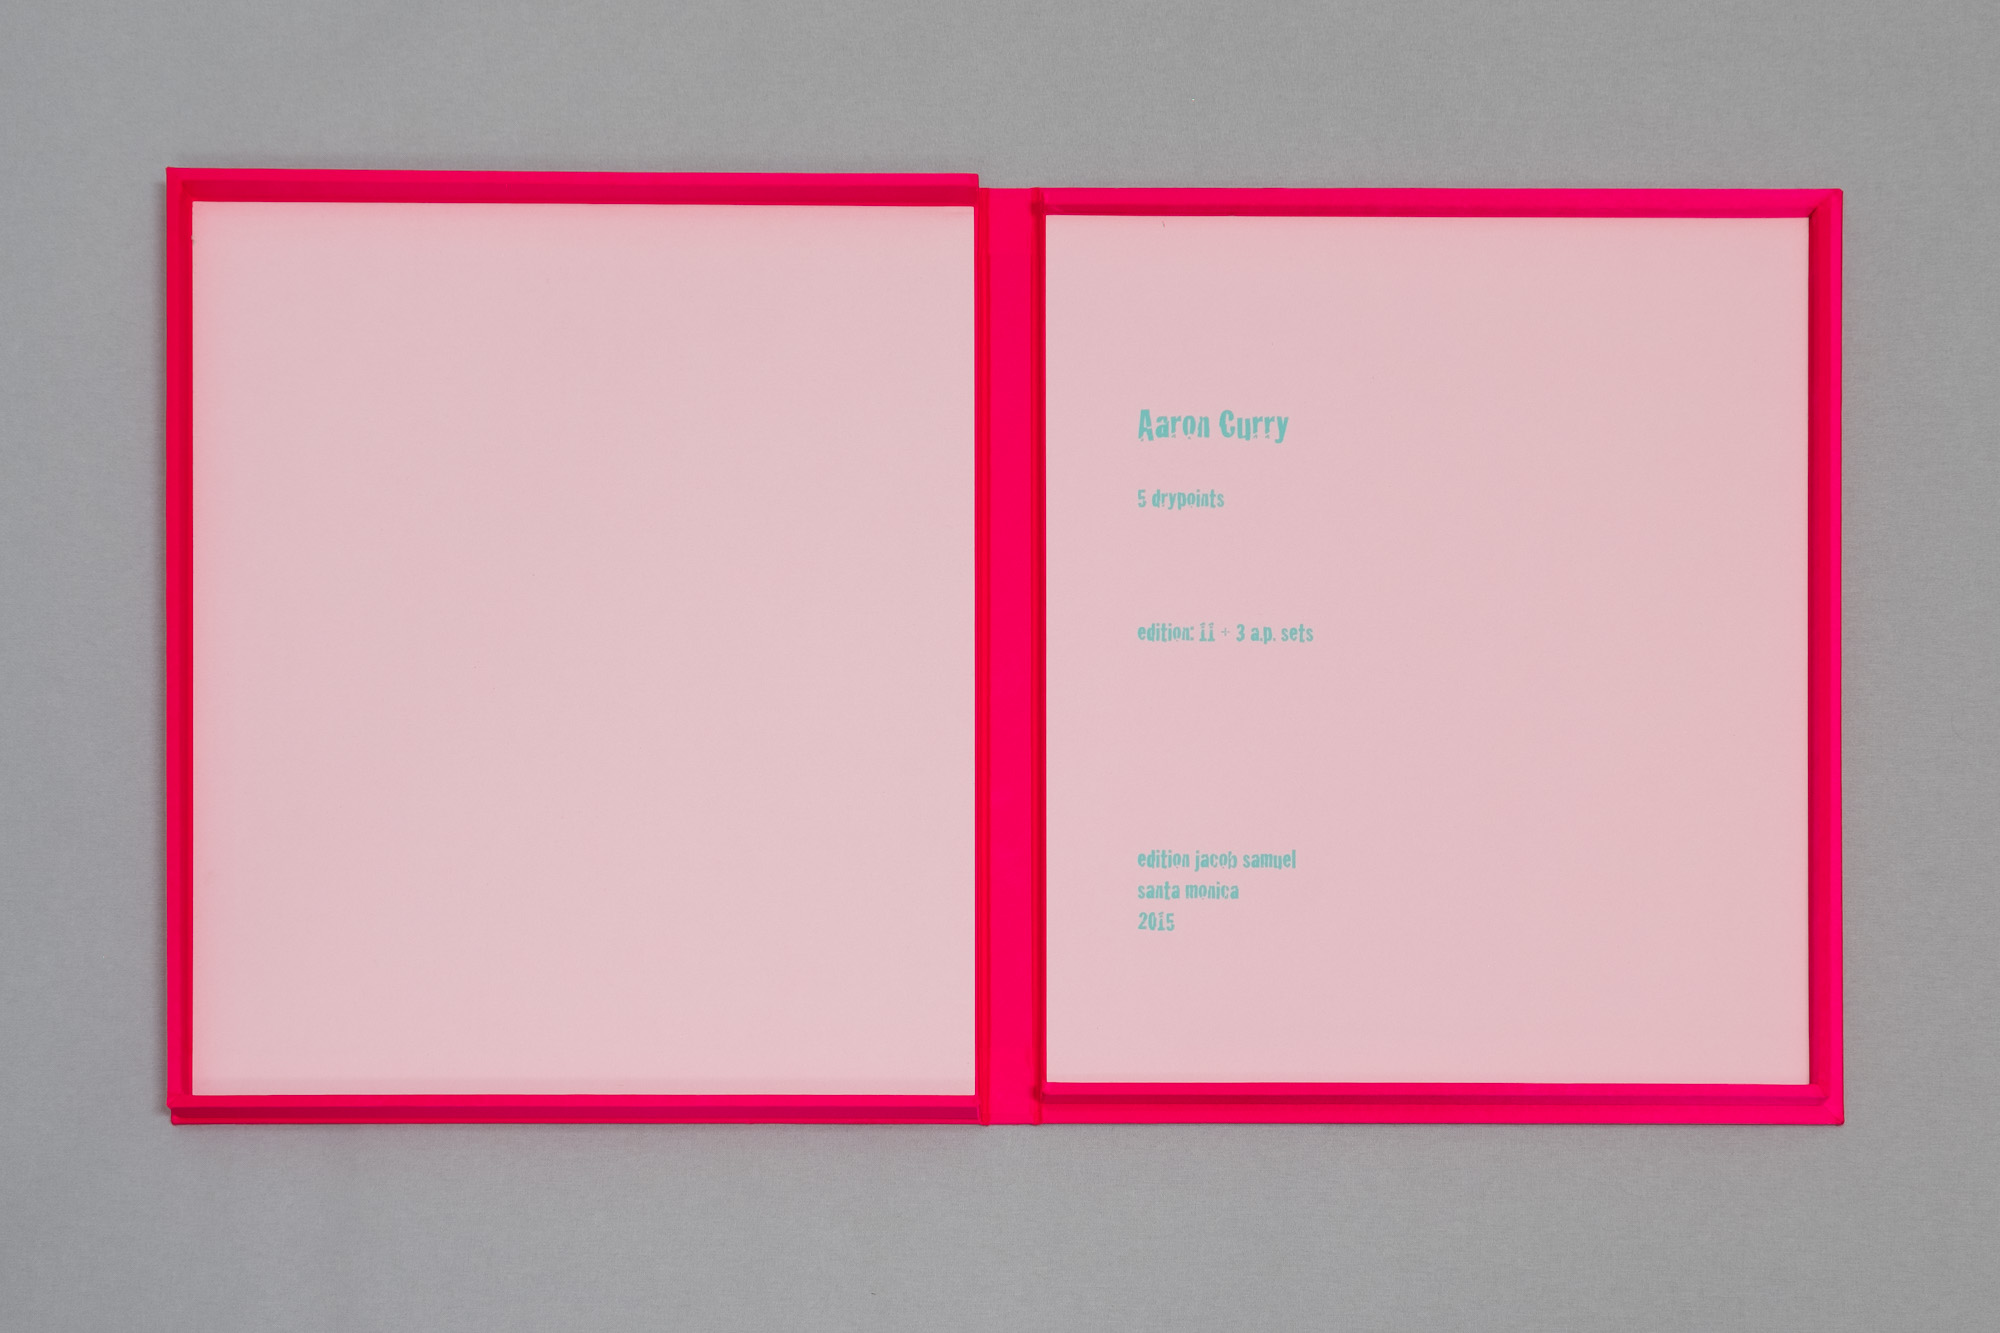 Aaron Curry
5 drypoints
edition: 11 + 3 a.p. sets
edition jacob samuel
santa monica
2015